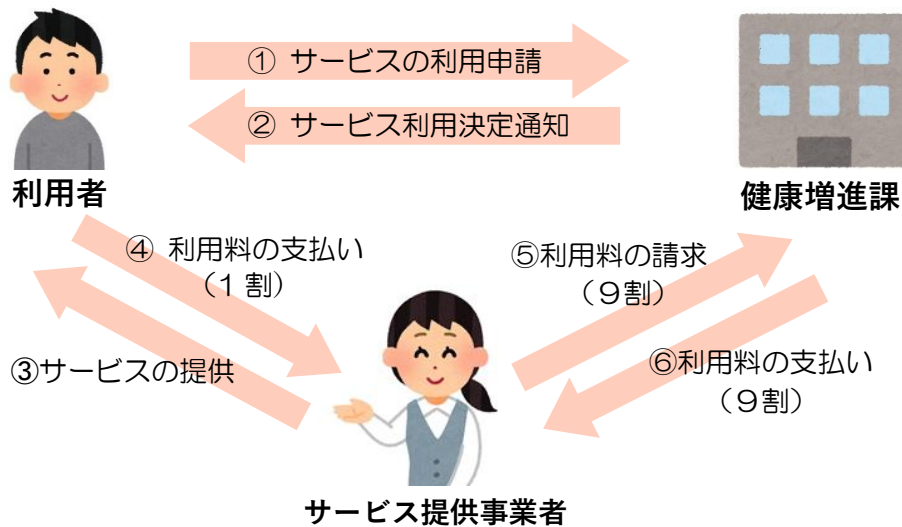 ① サービスの利用申請
② サービス利用決定通知
利用者
健康増進課
④ 利用料の支払い
（１割）
⑤利用料の請求
（９割）
③サービスの提供
⑥利用料の支払い
（９割）
サービス提供事業者